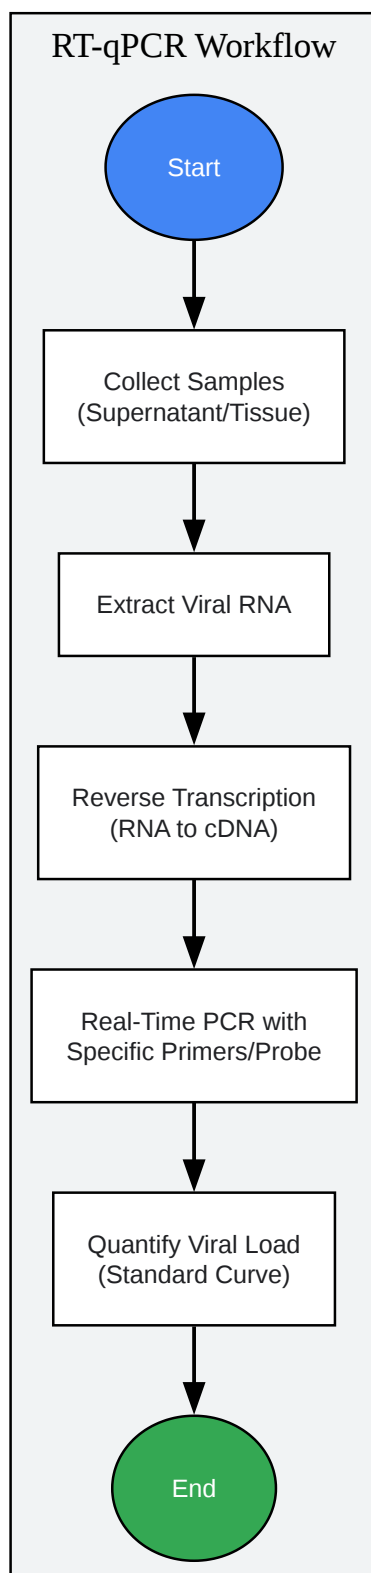 RT-qPCR Workflow
Start
Collect Samples
(Supernatant/Tissue)
Extract Viral RNA
Reverse Transcription
(RNA to cDNA)
Real-Time PCR with
Specific Primers/Probe
Quantify Viral Load
(Standard Curve)
End